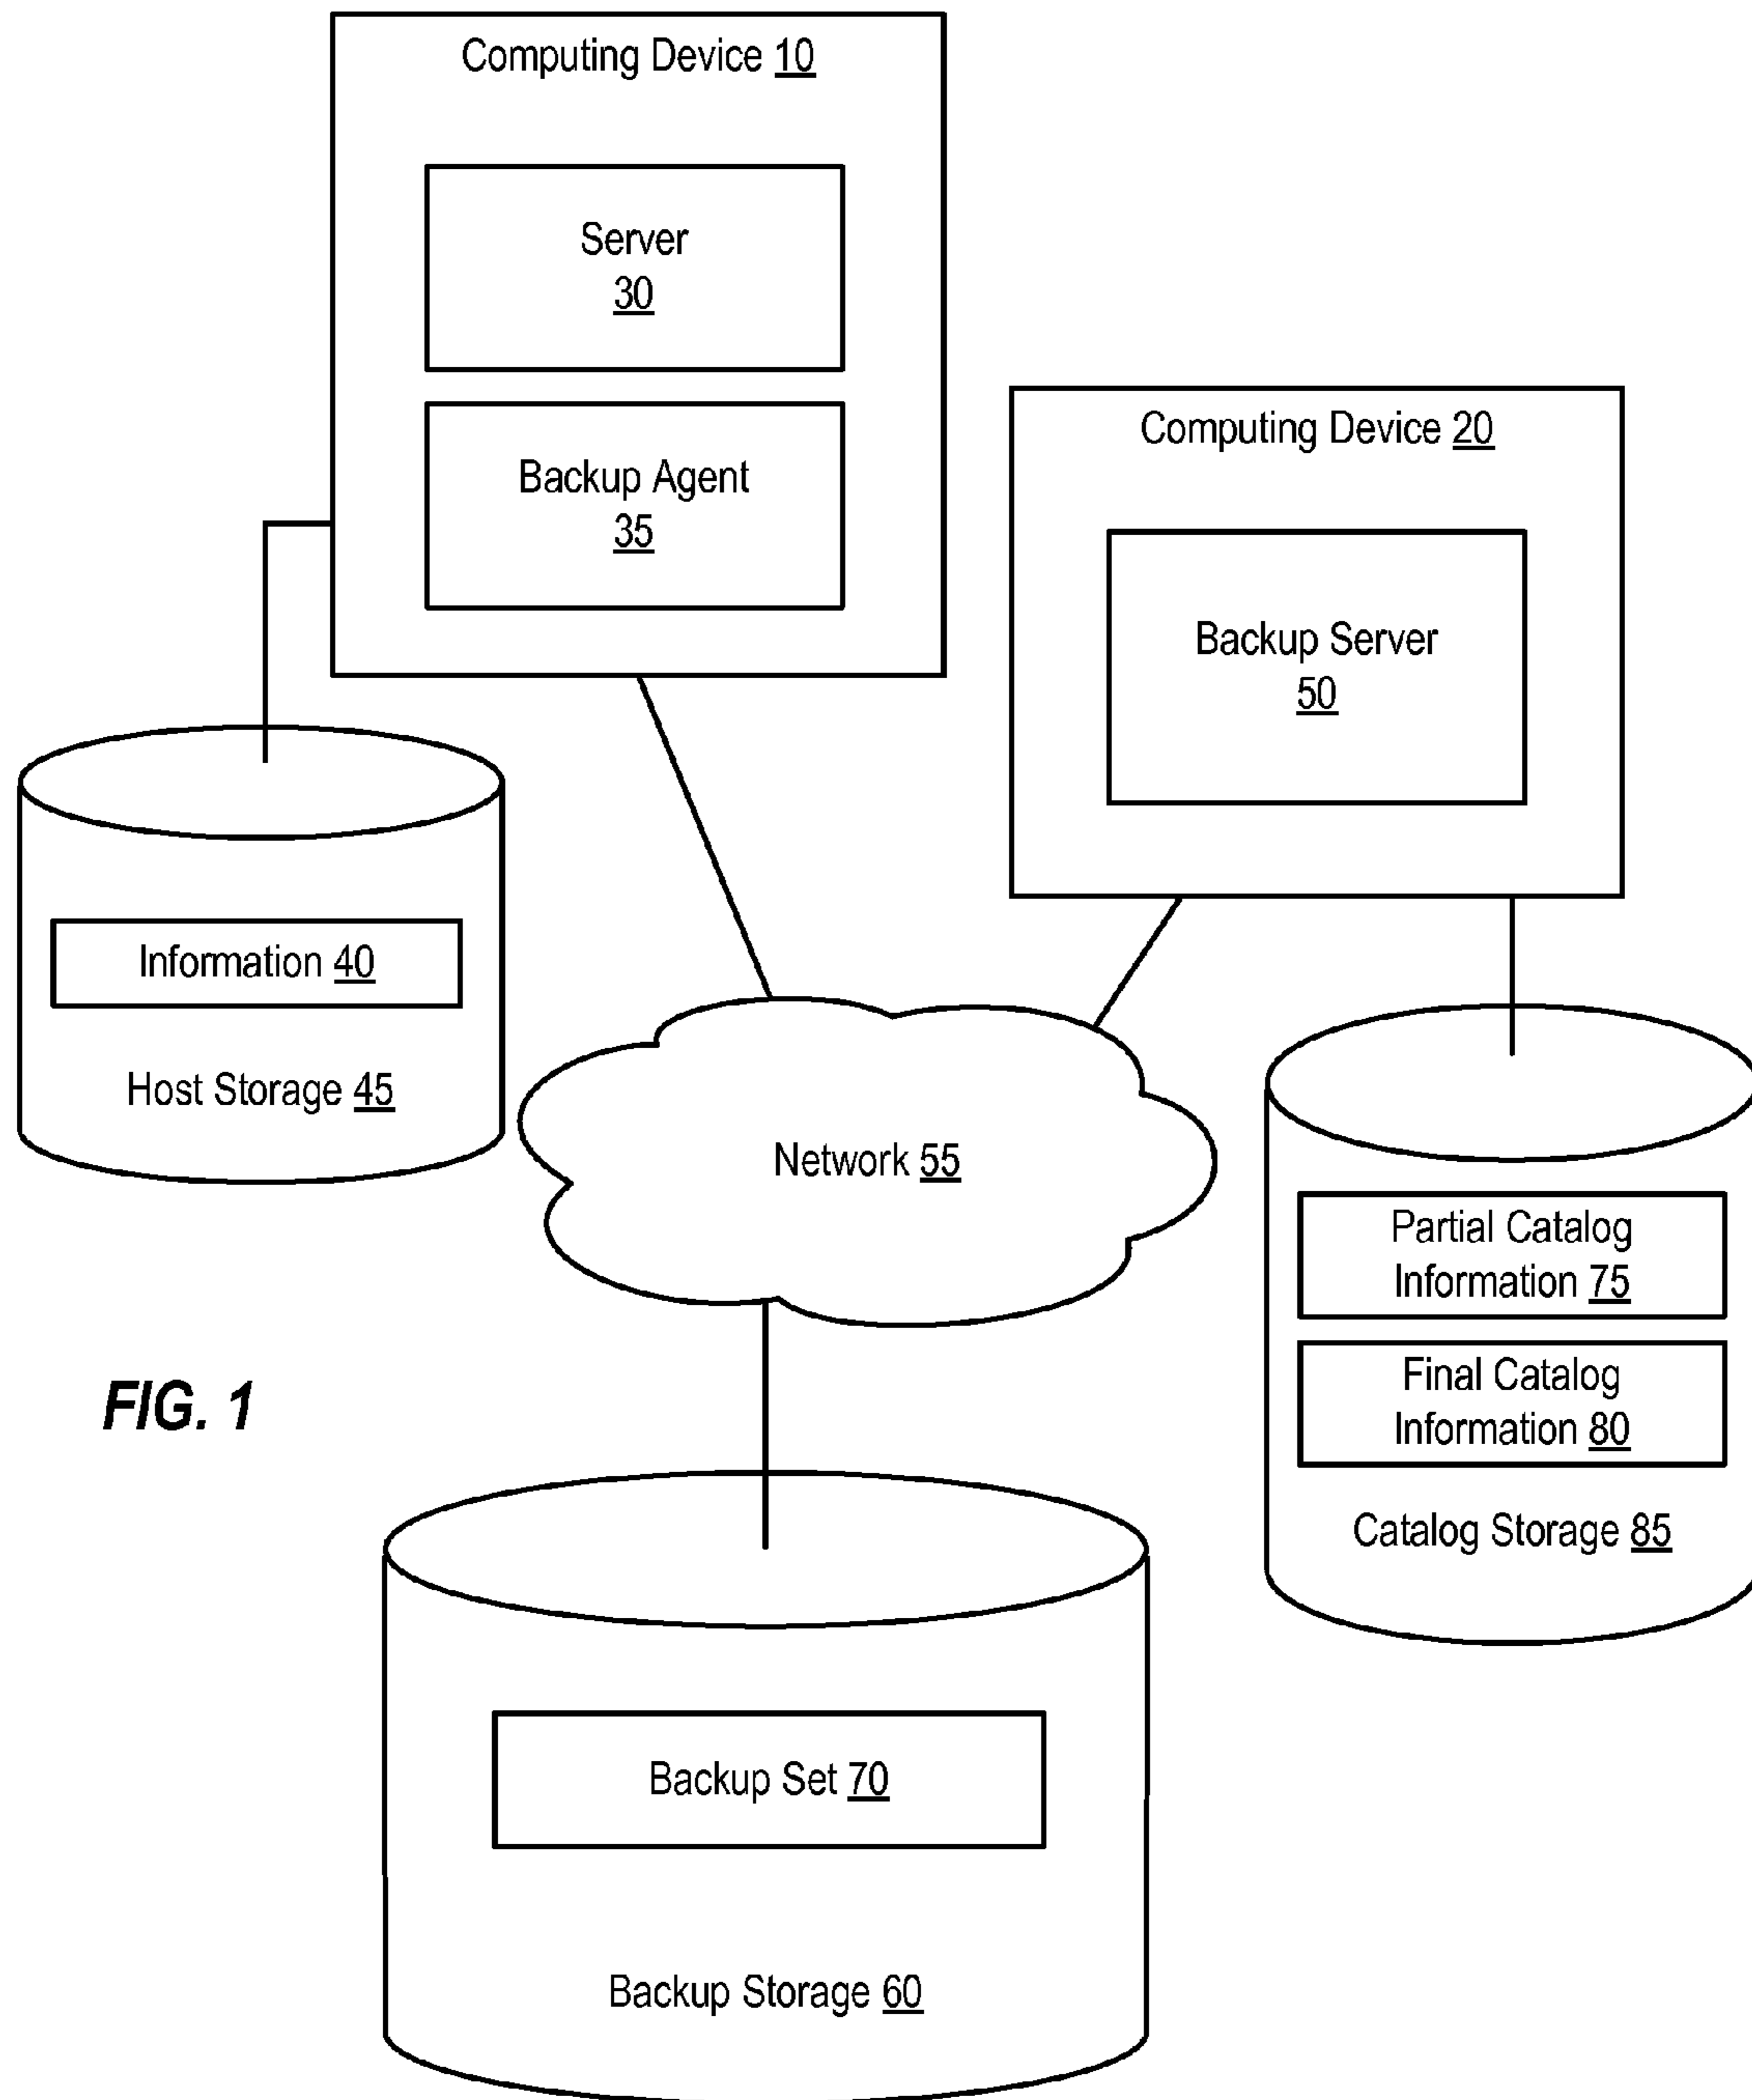 Computing Device 10
Server
30
Backup Agent
35
Computing Device 20
Backup Server
50
Information 40
Host Storage 45
Network 55
Partial Catalog
Information 75
Final Catalog
Information 80
Catalog Storage 85
FIG. 1
Backup Set 70
Backup Storage 60